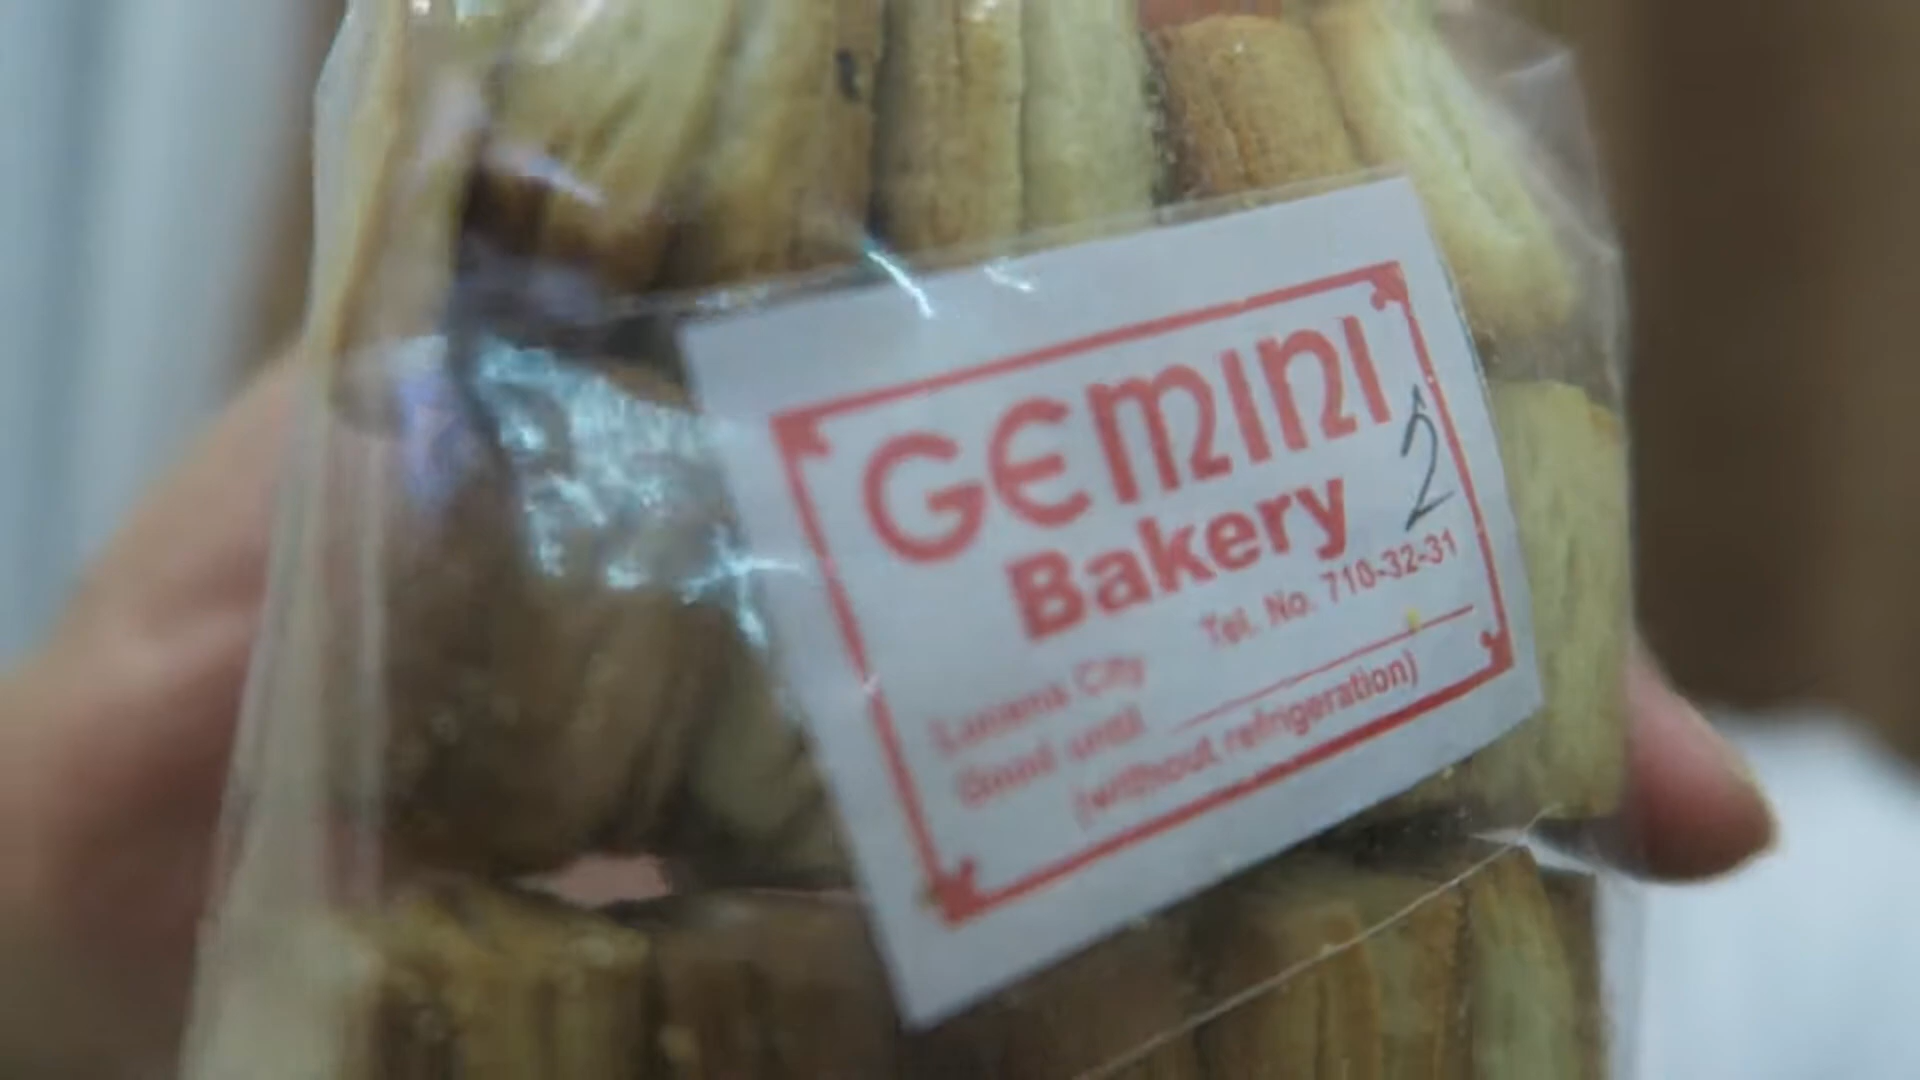 GEMINI
2
Bakery
Tel. No. 710-32-31
Lucena City
Good until
(without refrigeration)